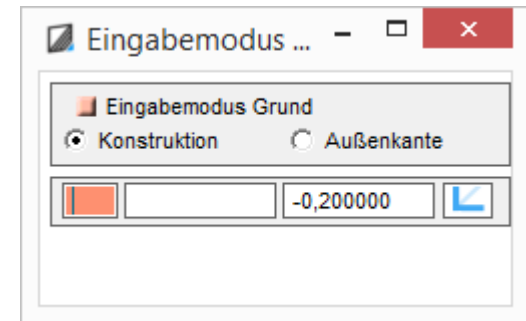 Eingabemodus ...
Eingabemodus Grund
Konstruktion Außenkante
-0,200000